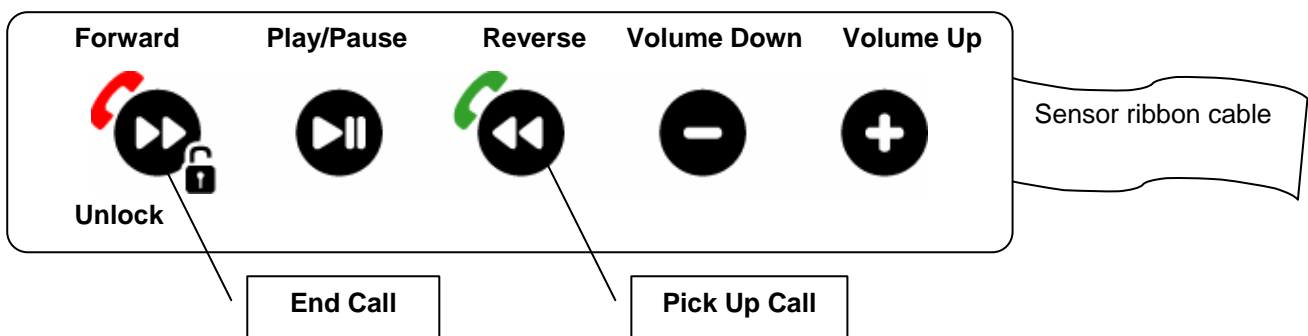 Forward Play/Pause Reverse Volume Down Volume Up
Sensor ribbon cable
Unlock
End Call Pick Up Call